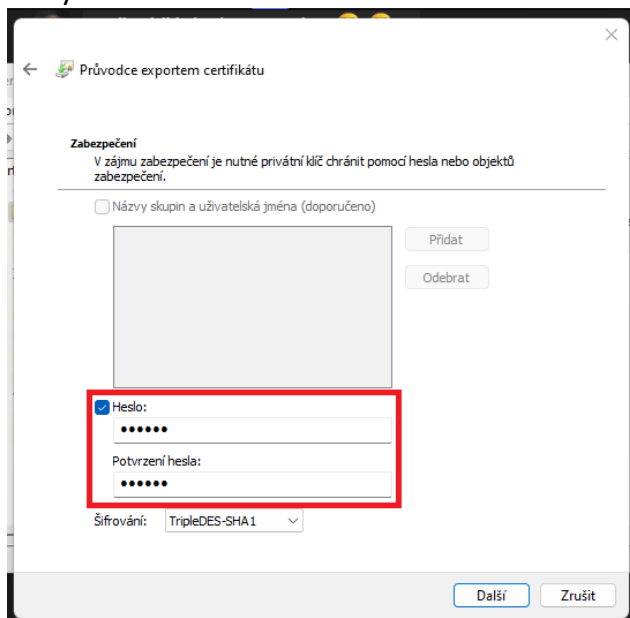 Průvodce exportem certifikátu
Zabezpečení
V zájmu zabezpečení je nutné privátní klíč chránit pomocí hesla nebo objektů
zabezpečení.
Názvy skupin a uživatelská jména (doporučeno)
Přidat
Odebrat
Heslo:
••••••
Potvrzení hesla:
••••••
Šifrování: TripleDES-SHA1
Další Zrušit